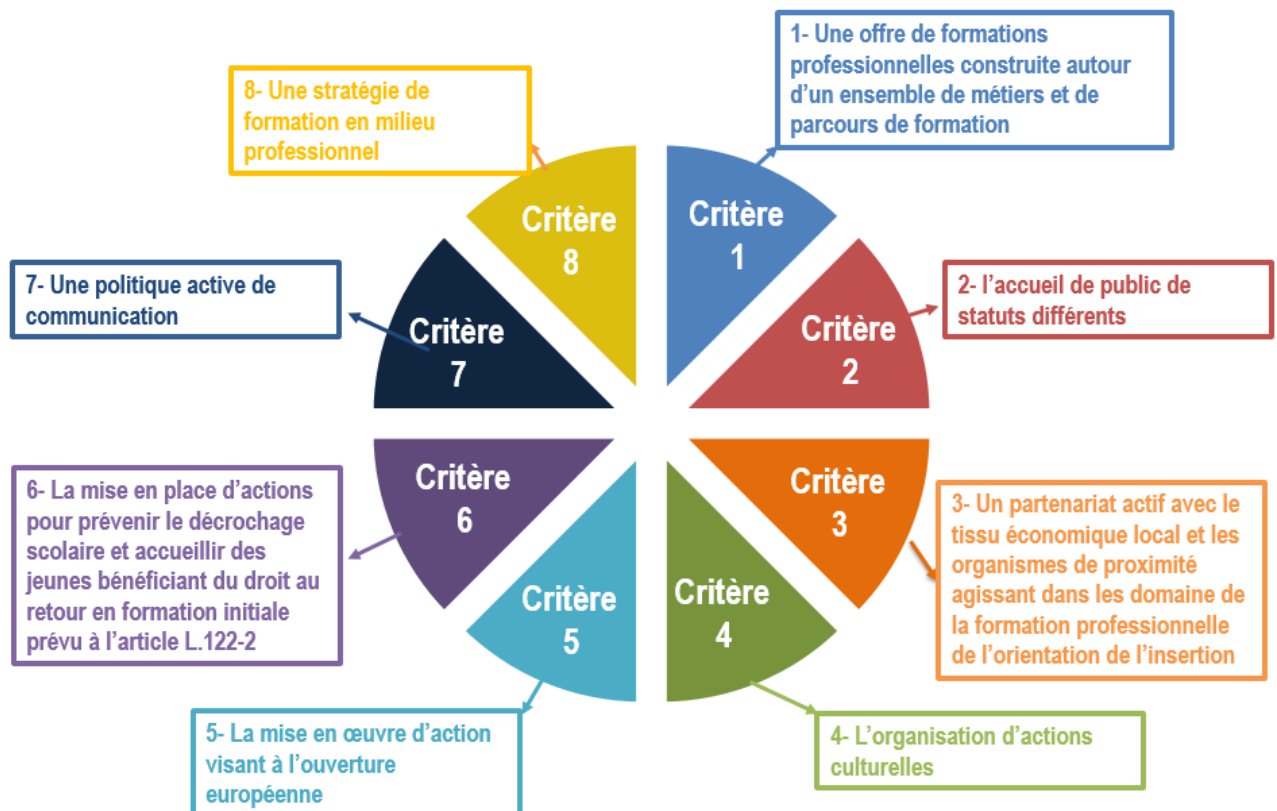 1- Une offre de formations
professionnelles construite autour
d'un ensemble de métiers et de
parcours de formation
8- Une stratégie de
formation en milieu
professionnel
Critère
8
Critère
1
7- Une politique active de
communication
Critère
7
Critère
2
2- l'accueil de public de
statuts différents
6- La mise en place d'actions
pour prévenir le décrochage
scolaire et accueillir des
jeunes bénéficiant du droit au
retour en formation initiale
prévu à l'article L.122-2
Critère
6
Critère
3
3- Un partenariat actif avec le
tissu économique local et les
organismes de proximité
agissant dans les domaine de
la formation professionnelle
de l'orientation de l'insertion
Critère
5
Critère
4
5- La mise en œuvre d'action
visant à l'ouverture
européenne
4- L'organisation d'actions
culturelles